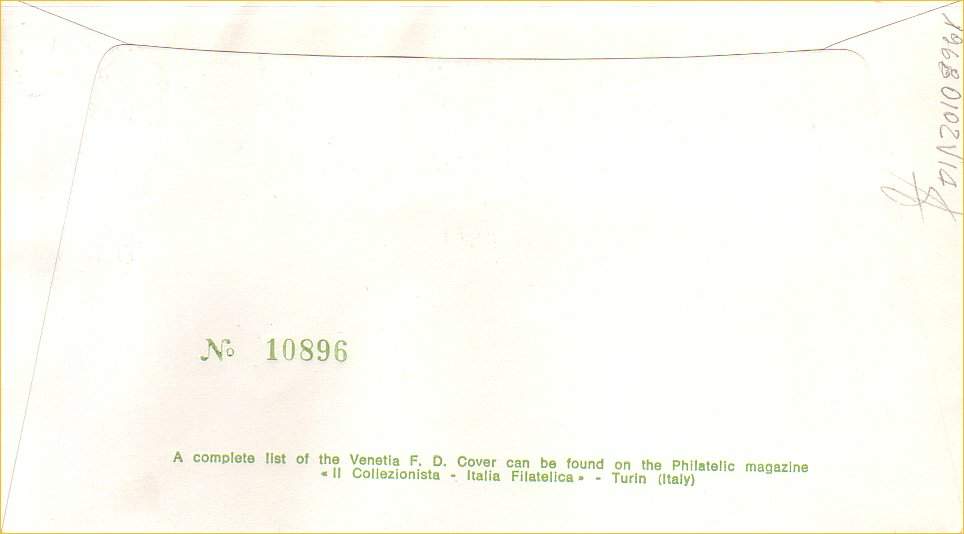 19680102V1a
No 10896
A complete list of the Venetia F. D. Cover can be found on the Philatelic magazine
« Il Collezionista - Italia Filatelica » - Turin (Italy)